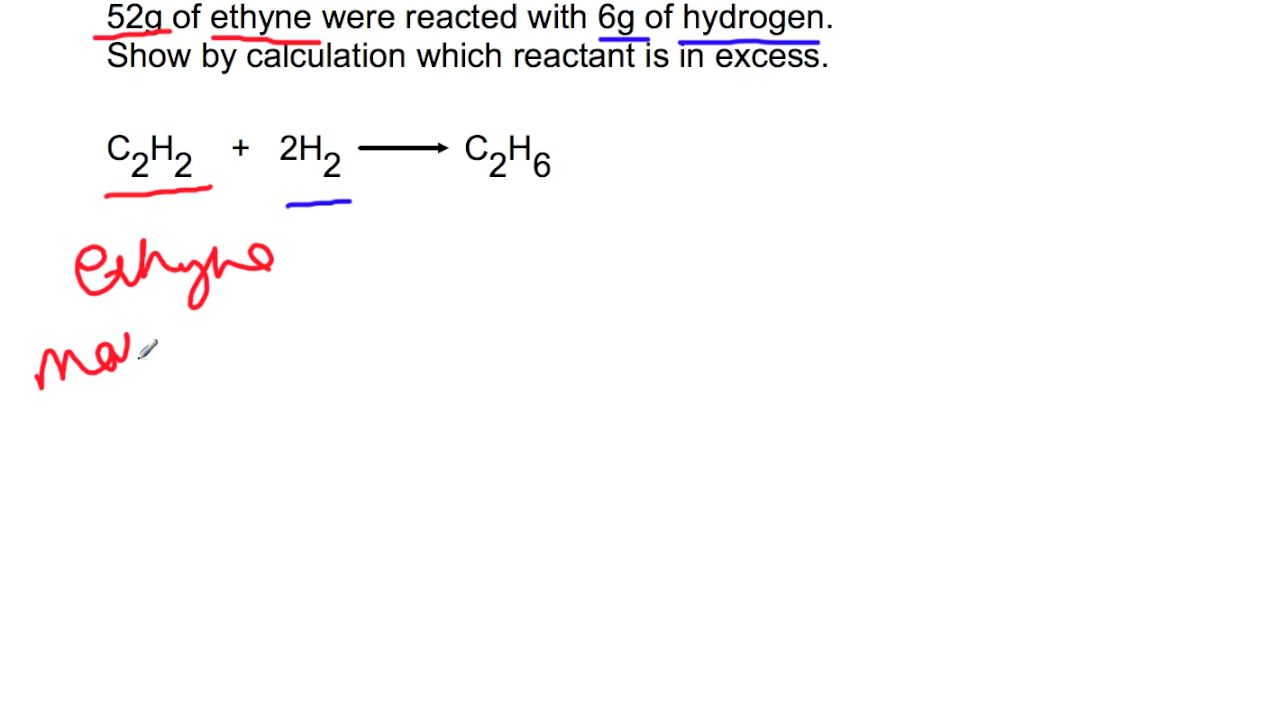 52g of ethyne were reacted with 6g of hydrogen.
Show by calculation which reactant is in excess.
C₂H₂ + 2H₂ ⟶ C₂H₆
ethyne